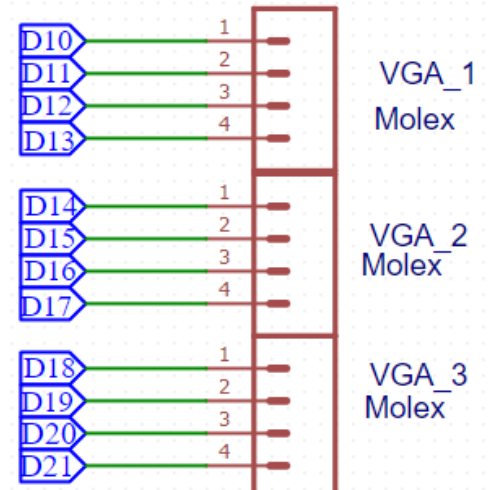 D10 1
D11 2 VGA_1
D12 3 Molex
D13 4
D14 1
D15 2 VGA_2
D16 3 Molex
D17 4
D18 1 VGA_3
D19 2 Molex
D20 3
D21 4